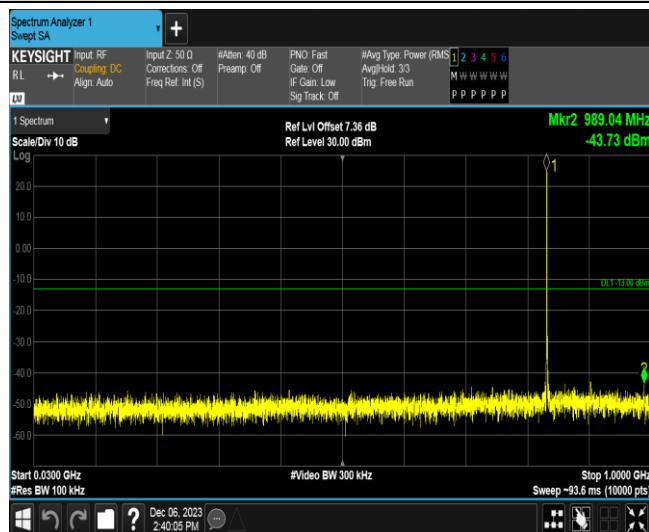 Spectrum Analyzer 1
Swept SA
+
KEYSIGHT
RL
LXI
Input: RF
Coupling: DC
Align: Auto
Input Z: 50 Ω
Corrections: Off
Freq Ref: Int (S)
#Atten: 40 dB
Preamp: Off
PNO: Fast
Gate: Off
IF Gain: Low
Sig Track: Off
#Avg Type: Power (RMS
Avg|Hold: 3/3
Trig: Free Run
1 2 3 4 5 6
M W W W W W
P P P P P P
1 Spectrum
Scale/Div 10 dB
Log
Ref Lvl Offset 7.36 dB
Ref Level 30.00 dBm
Mkr2 989.04 MHz
-43.73 dBm
1
20.0
10.0
0.00
-10.0
DL1 -13.00 dBm
-20.0
-30.0
-40.0
2
-50.0
-60.0
Start 0.0300 GHz
#Res BW 100 kHz
#Video BW 300 kHz
Stop 1.0000 GHz
Sweep ~93.6 ms (10000 pts)
?
Dec 06, 2023
2:40:05 PM